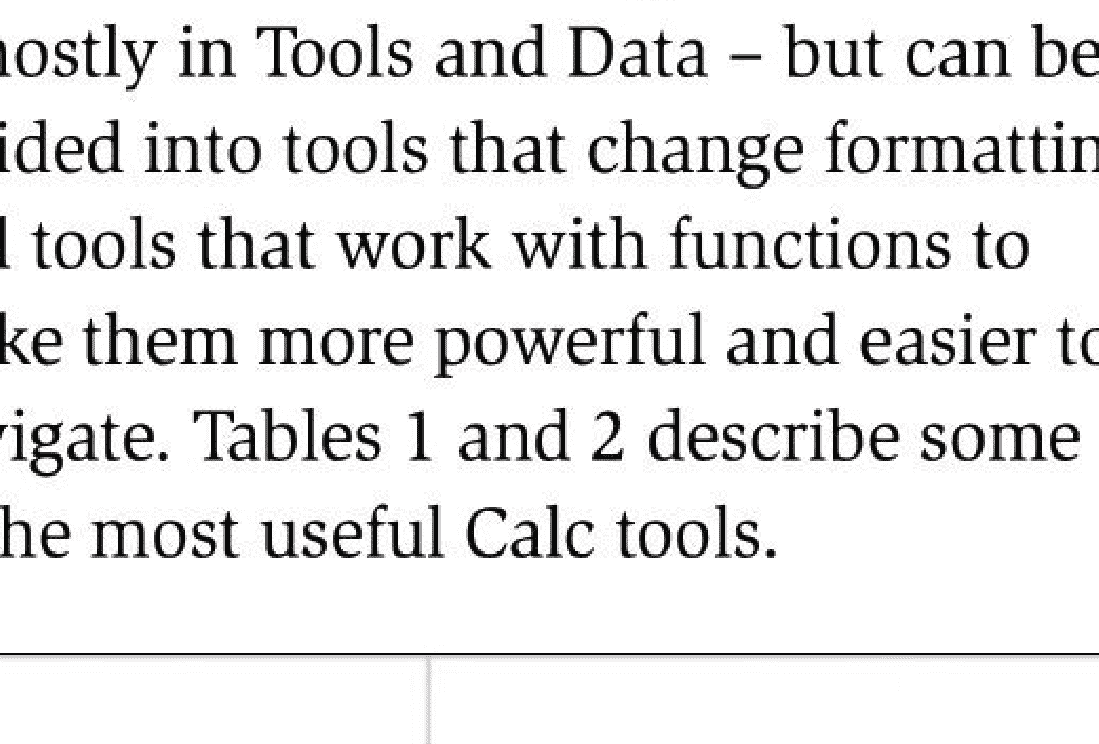 mostly in Tools and Data – but can be
ided into tools that change formattin
l tools that work with functions to
ke them more powerful and easier to
vigate. Tables 1 and 2 describe some
he most useful Calc tools.